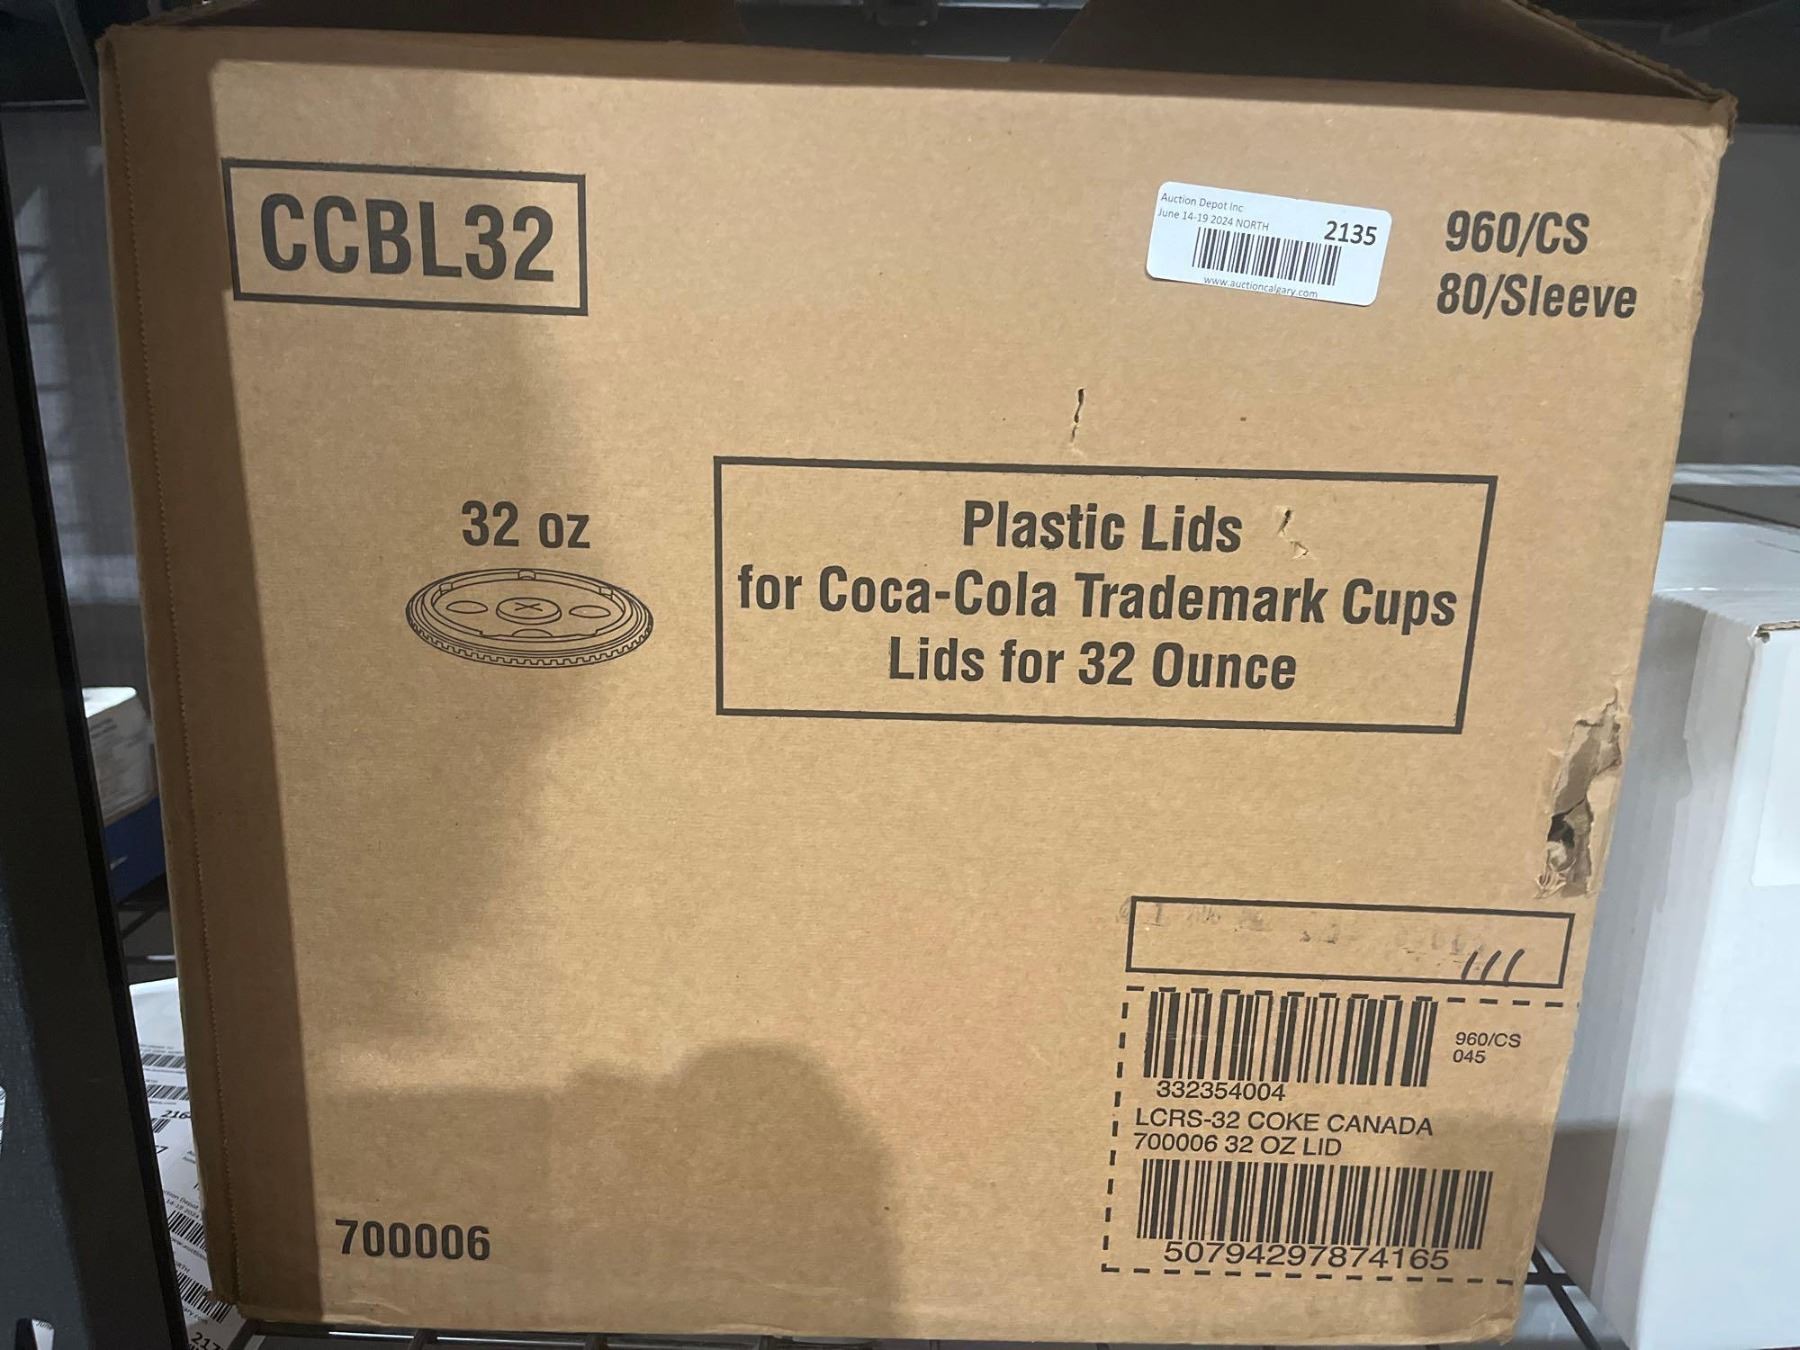 CCBL32
Auction Depot Inc
June 14-19 2024 NORTH
2135
www.auctioncalgary.com
960/CS
80/Sleeve
32 oz
Plastic Lids
for Coca-Cola Trademark Cups
Lids for 32 Ounce
960/CS
045
332354004
LCRS-32 COKE CANADA
700006 32 OZ LID
50794297874165
700006